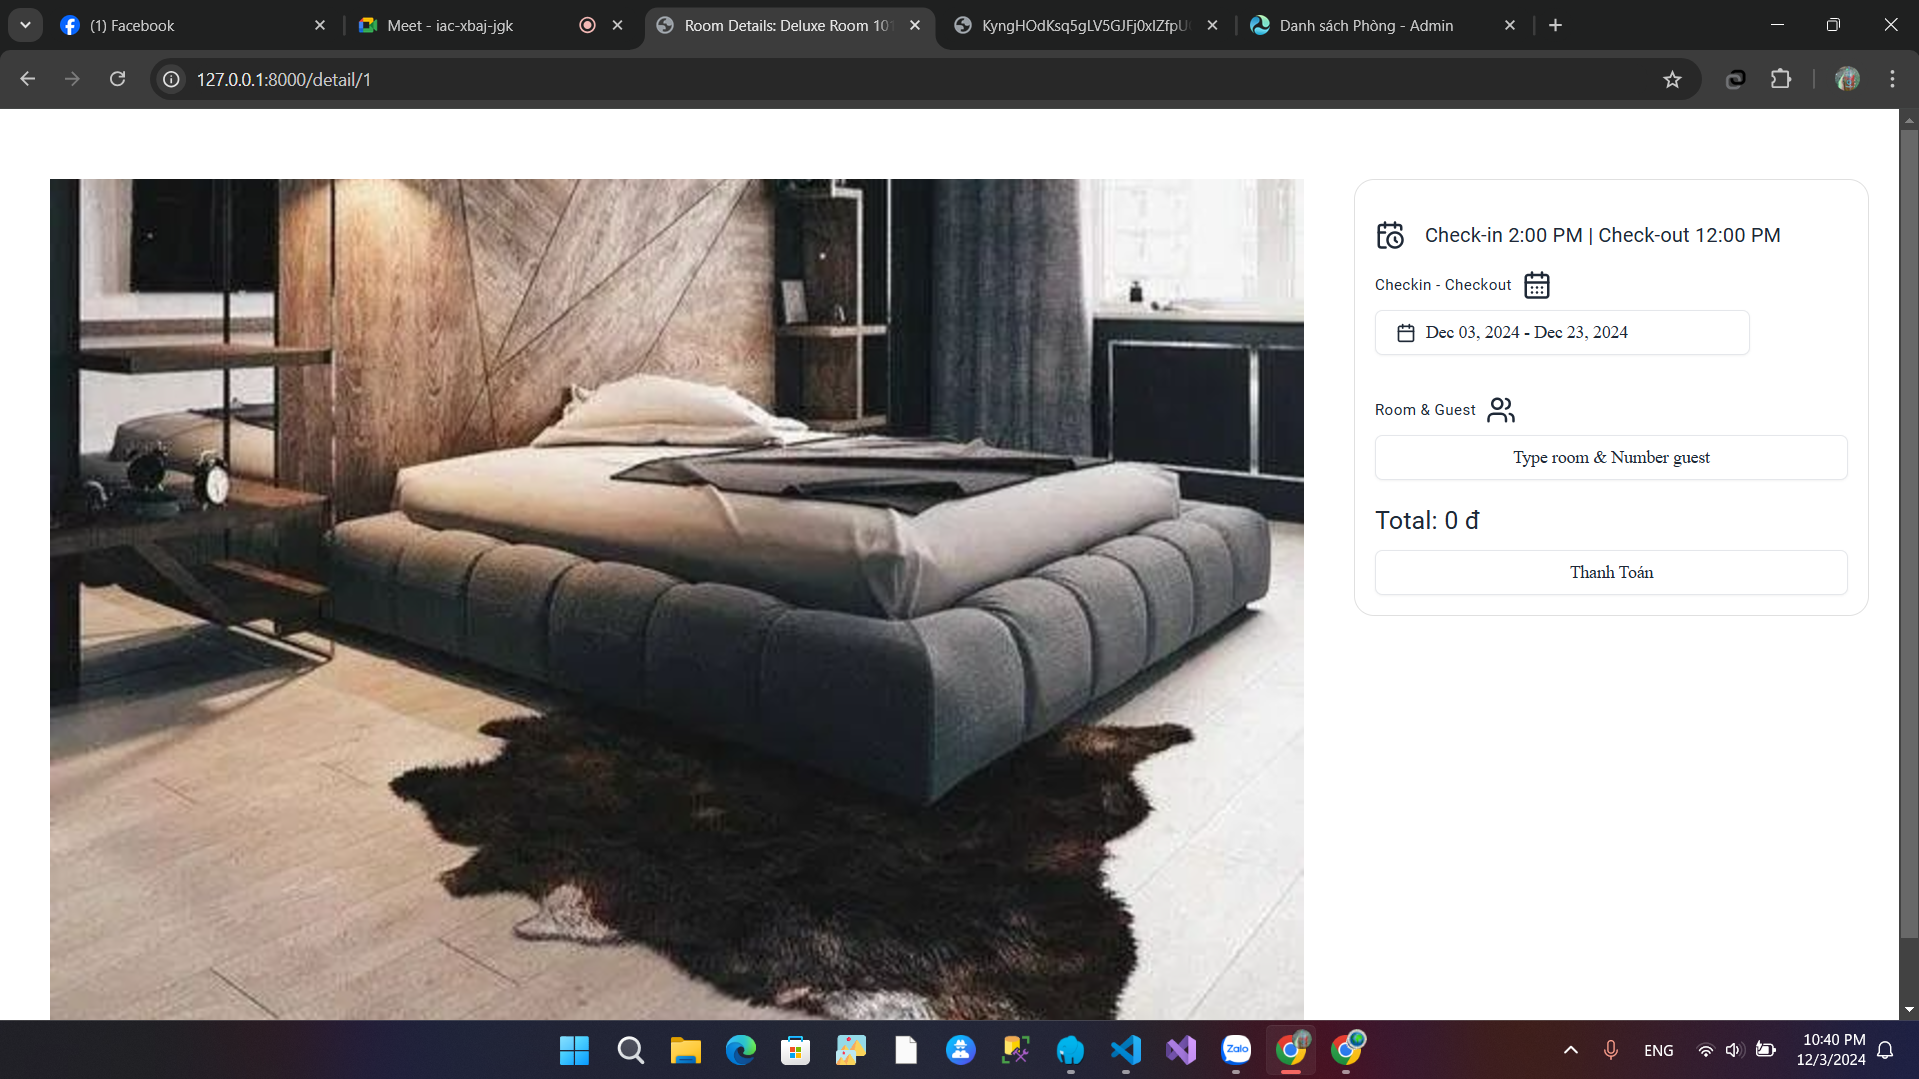 (1) Facebook
Meet - iac-xbaj-jgk
Room Details: Deluxe Room 101
KyngHOdKsq5gLV5GJFj0xIZfpU
Danh sách Phòng - Admin
127.0.0.1:8000/detail/1
Check-in 2:00 PM | Check-out 12:00 PM
Checkin - Checkout
Dec 03, 2024 - Dec 23, 2024
Room & Guest
Type room & Number guest
Total: 0 đ
Thanh Toán
Zalo
ENG
10:40 PM
12/3/2024